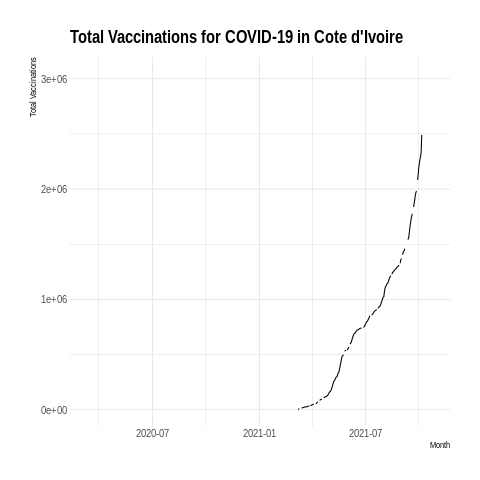 Total Vaccinations for COVID-19 in Cote d'Ivoire
Total Vaccinations
3e+06
2e+06
1e+06
0e+00
2020-07 2021-01 2021-07
Month